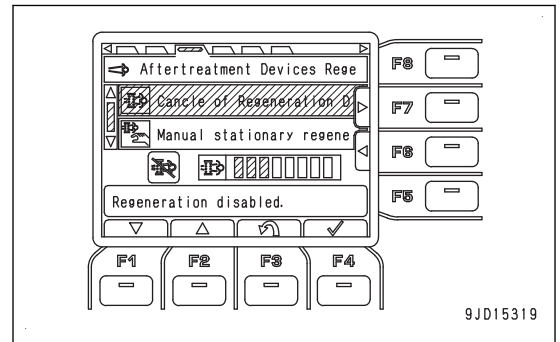 Aftertreatment Devices Rege
F8
Cancle of Regeneration D
F7
Manual stationary regene
F6
Regeneration disabled.
F5
F1 F2 F3 F4
9JD15319